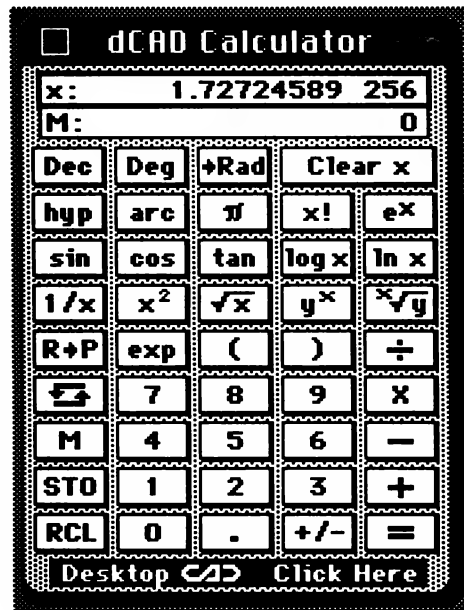 dCAD Calculator
x: 1.72724589 256
M: 0
Dec Deg →Rad Clear x
hyp arc π x! eˣ
sin cos tan log x ln x
1/x x² √x yˣ ˣ√y
R→P exp ( ) ÷
7 8 9 X
M 4 5 6 −
STO 1 2 3 +
RCL 0 . +/- =
Desktop Click Here